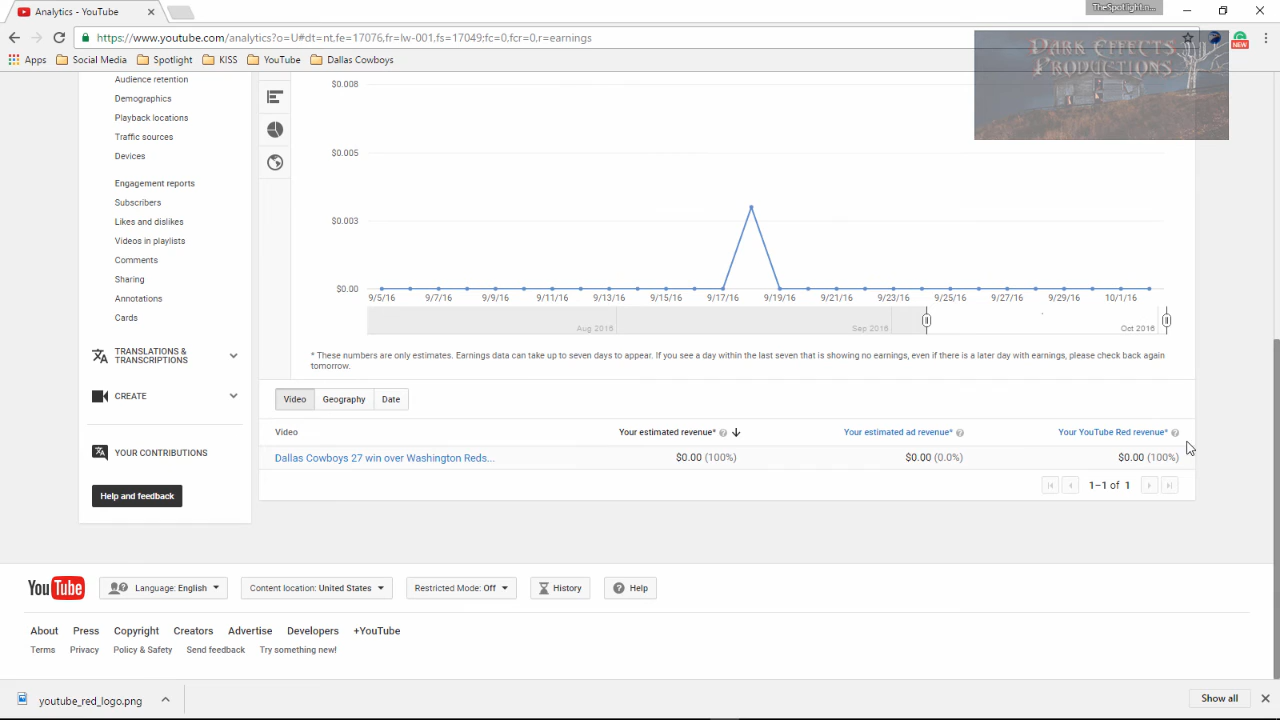 Analytics - YouTube
TheSpotlight.n...
https://www.youtube.com/analytics?o=U#dt=nt.fe=17076,fr=lw-001.fs=17049;fc=0,fcr=0,r=earnings
NEW
Apps Social Media Spotlight KISS YouTube Dallas Cowboys
DARK EFFECTS
PRODUCTIONS
Audience retention
Demographics
Playback locations
Traffic sources
Devices
Engagement reports
Subscribers
Likes and dislikes
Videos in playlists
Comments
Sharing
Annotations
Cards
TRANSLATIONS &
TRANSCRIPTIONS
CREATE
YOUR CONTRIBUTIONS
Help and feedback
$0.008
$0.005
$0.003
$0.00
9/5/16 9/7/16 9/9/16 9/11/16 9/13/16 9/15/16 9/17/16 9/19/16 9/21/16 9/23/16 9/25/16 9/27/16 9/29/16 10/1/16
Aug 2016 Sep 2016 Oct 2016
* These numbers are only estimates. Earnings data can take up to seven days to appear. If you see a day within the last seven that is showing no earnings, even if there is a later day with earnings, please check back again
tomorrow.
Video Geography Date
Video Your estimated revenue* Your estimated ad revenue* Your YouTube Red revenue*
Dallas Cowboys 27 win over Washington Reds... $0.00 (100%) $0.00 (0.0%) $0.00 (100%)
1–1 of 1
YouTube Language: English Content location: United States Restricted Mode: Off History Help
About Press Copyright Creators Advertise Developers +YouTube
Terms Privacy Policy & Safety Send feedback Try something new!
youtube_red_logo.png
Show all